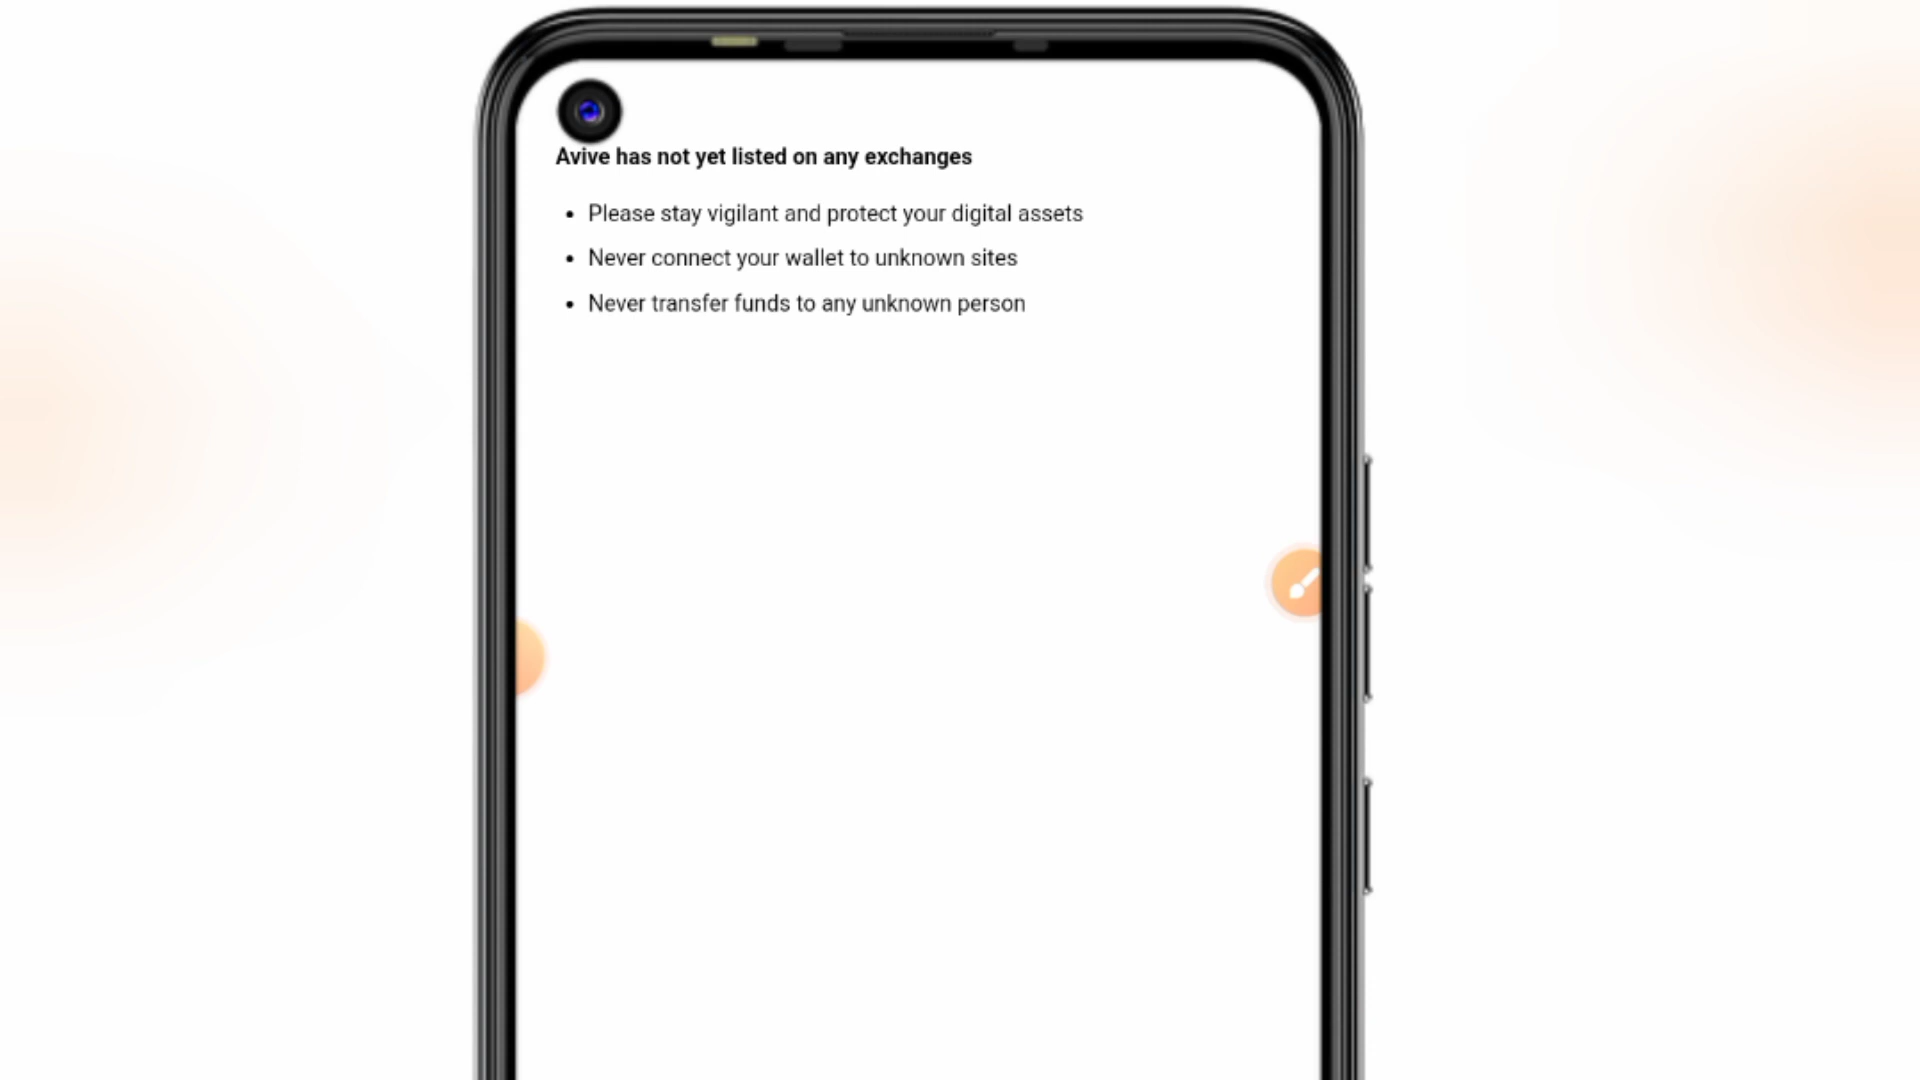 Avive has not yet listed on any exchanges
• Please stay vigilant and protect your digital assets
• Never connect your wallet to unknown sites
• Never transfer funds to any unknown person